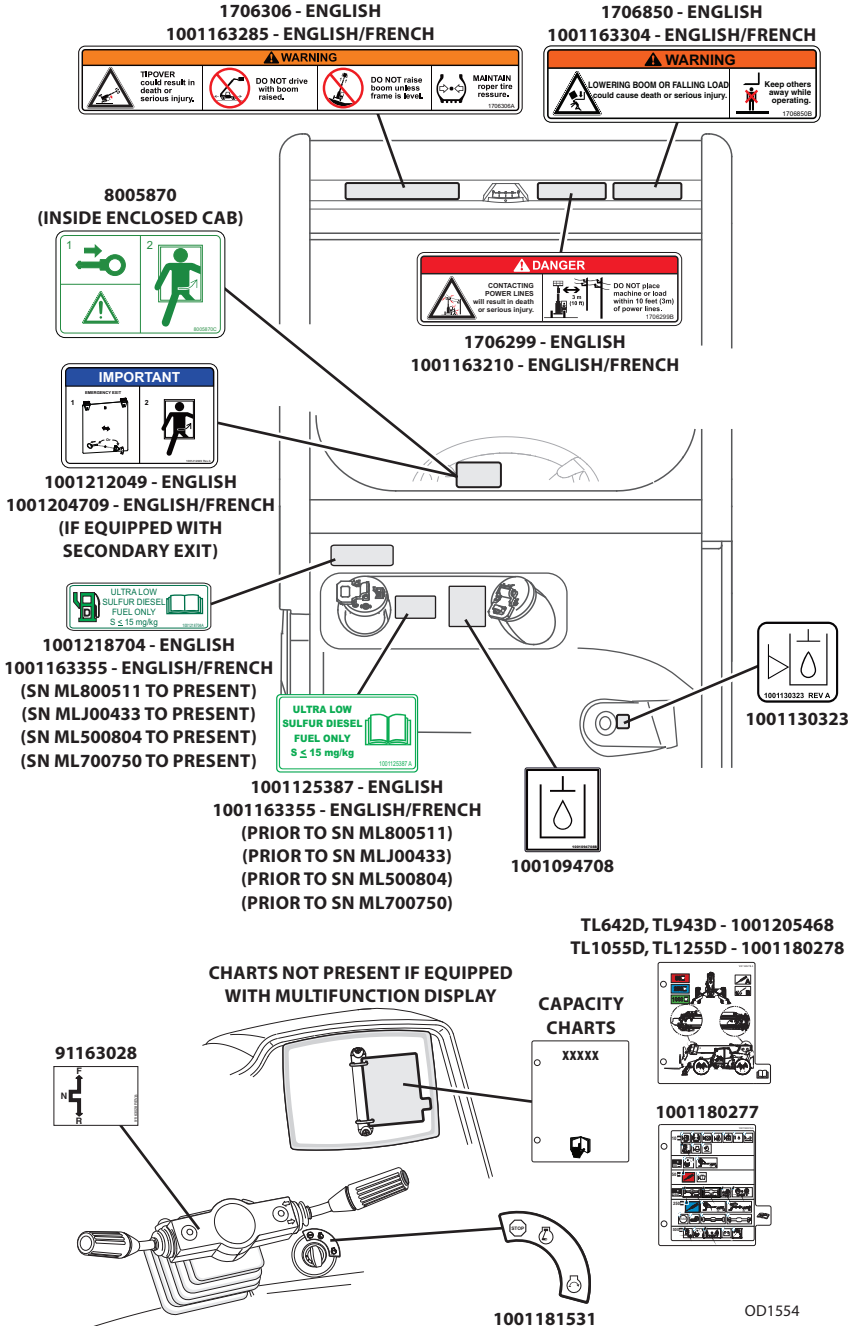 1706306 - ENGLISH
1001163285 - ENGLISH/FRENCH
WARNING
TIPOVER
could result in
death or
serious injury.
DO NOT drive
with boom
raised.
DO NOT raise
boom unless
frame is level.
MAINTAIN
roper tire
ressure.
1706306A
1706850 - ENGLISH
1001163304 - ENGLISH/FRENCH
WARNING
LOWERING BOOM OR FALLING LOAD
could cause death or serious injury.
Keep others
away while
operating.
1706850B
8005870
(INSIDE ENCLOSED CAB)
1
2
8005870C
DANGER
CONTACTING
POWER LINES
will result in death
or serious injury.
3 m
(10 ft)
DO NOT place
machine or load
within 10 feet (3m)
of power lines.
1706299B
1706299 - ENGLISH
1001163210 - ENGLISH/FRENCH
IMPORTANT
EMERGENCY EXIT
1
2
1001212049 - ENGLISH
1001204709 - ENGLISH/FRENCH
(IF EQUIPPED WITH
SECONDARY EXIT)
ULTRA LOW
SULFUR DIESEL
FUEL ONLY
S ≤ 15 mg/kg
D
1001218704
1001218704 - ENGLISH
1001163355 - ENGLISH/FRENCH
(SN ML800511 TO PRESENT)
(SN MLJ00433 TO PRESENT)
(SN ML500804 TO PRESENT)
(SN ML700750 TO PRESENT)
ULTRA LOW
SULFUR DIESEL
FUEL ONLY
S ≤ 15 mg/kg
1001125387 A
1001125387 - ENGLISH
1001163355 - ENGLISH/FRENCH
(PRIOR TO SN ML800511)
(PRIOR TO SN MLJ00433)
(PRIOR TO SN ML500804)
(PRIOR TO SN ML700750)
1001130323 REV A
1001130323
1001094708
TL642D, TL943D - 1001205468
TL1055D, TL1255D - 1001180278
CHARTS NOT PRESENT IF EQUIPPED
WITH MULTIFUNCTION DISPLAY
CAPACITY
CHARTS
XXXXX
91163028
F
N
R
1001180277
STOP
1001181531
OD1554